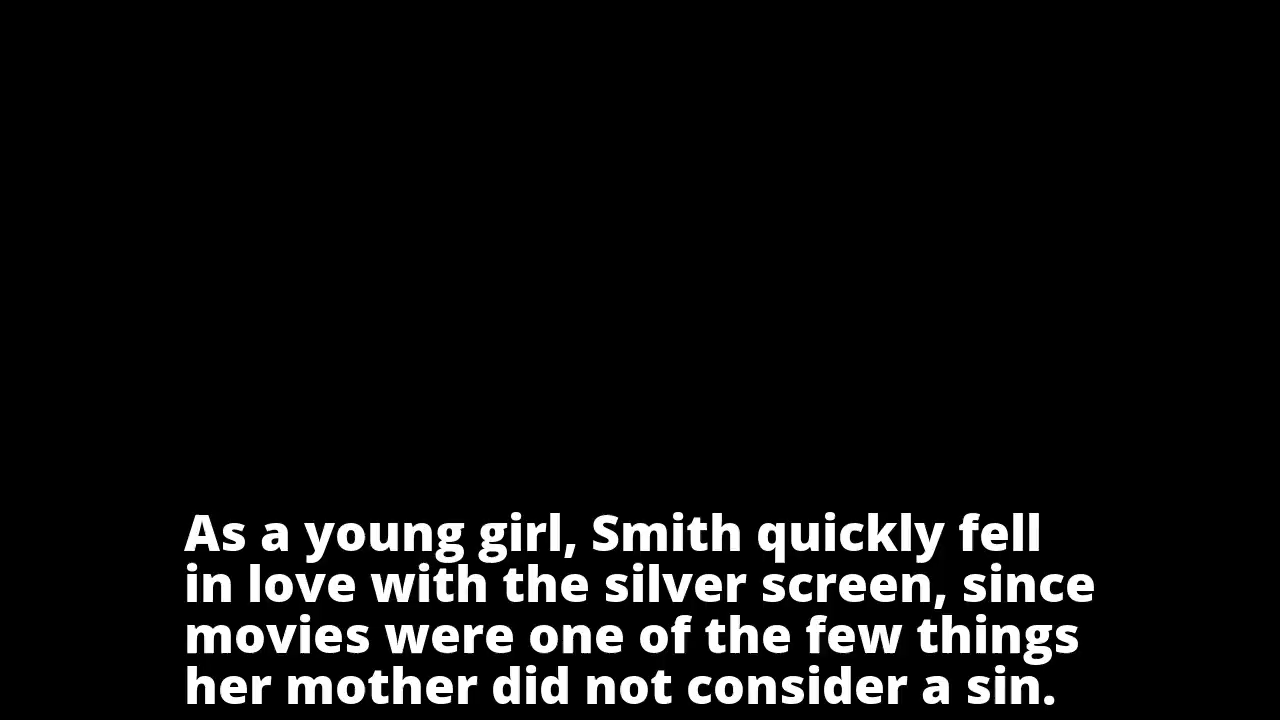 As a young girl, Smith quickly fell
in love with the silver screen, since
movies were one of the few things
her mother did not consider a sin.